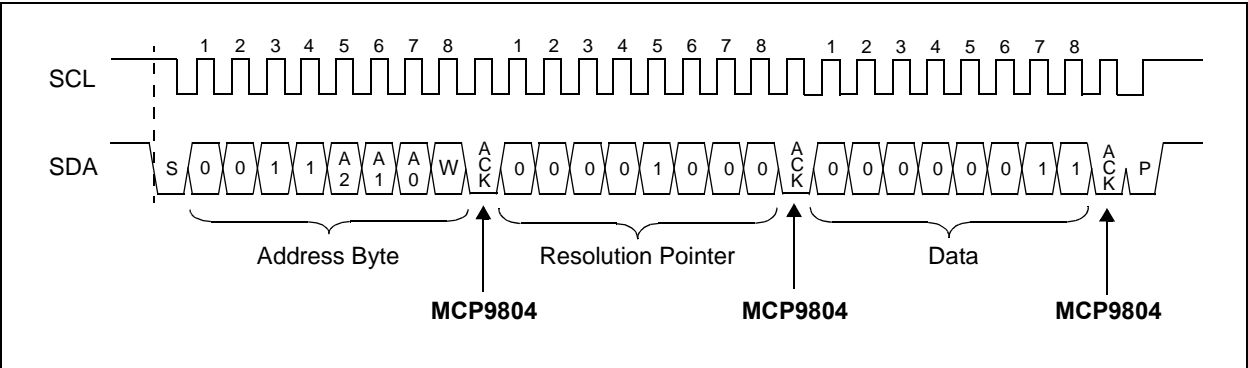 1 2 3 4 5 6 7 8 1 2 3 4 5 6 7 8 1 2 3 4 5 6 7 8
SCL
SDA S 0 0 1 1 A2 A1 A0 W ACK 0 0 0 0 1 0 0 0 ACK 0 0 0 0 0 0 1 1 ACK P
Address Byte Resolution Pointer Data
MCP9804 MCP9804 MCP9804